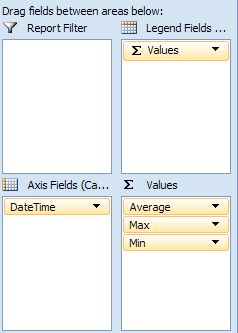 Drag fields between areas below:
Report Filter
Legend Fields ...
Σ Values
Axis Fields (Ca...
Σ Values
DateTime
Average
Max
Min